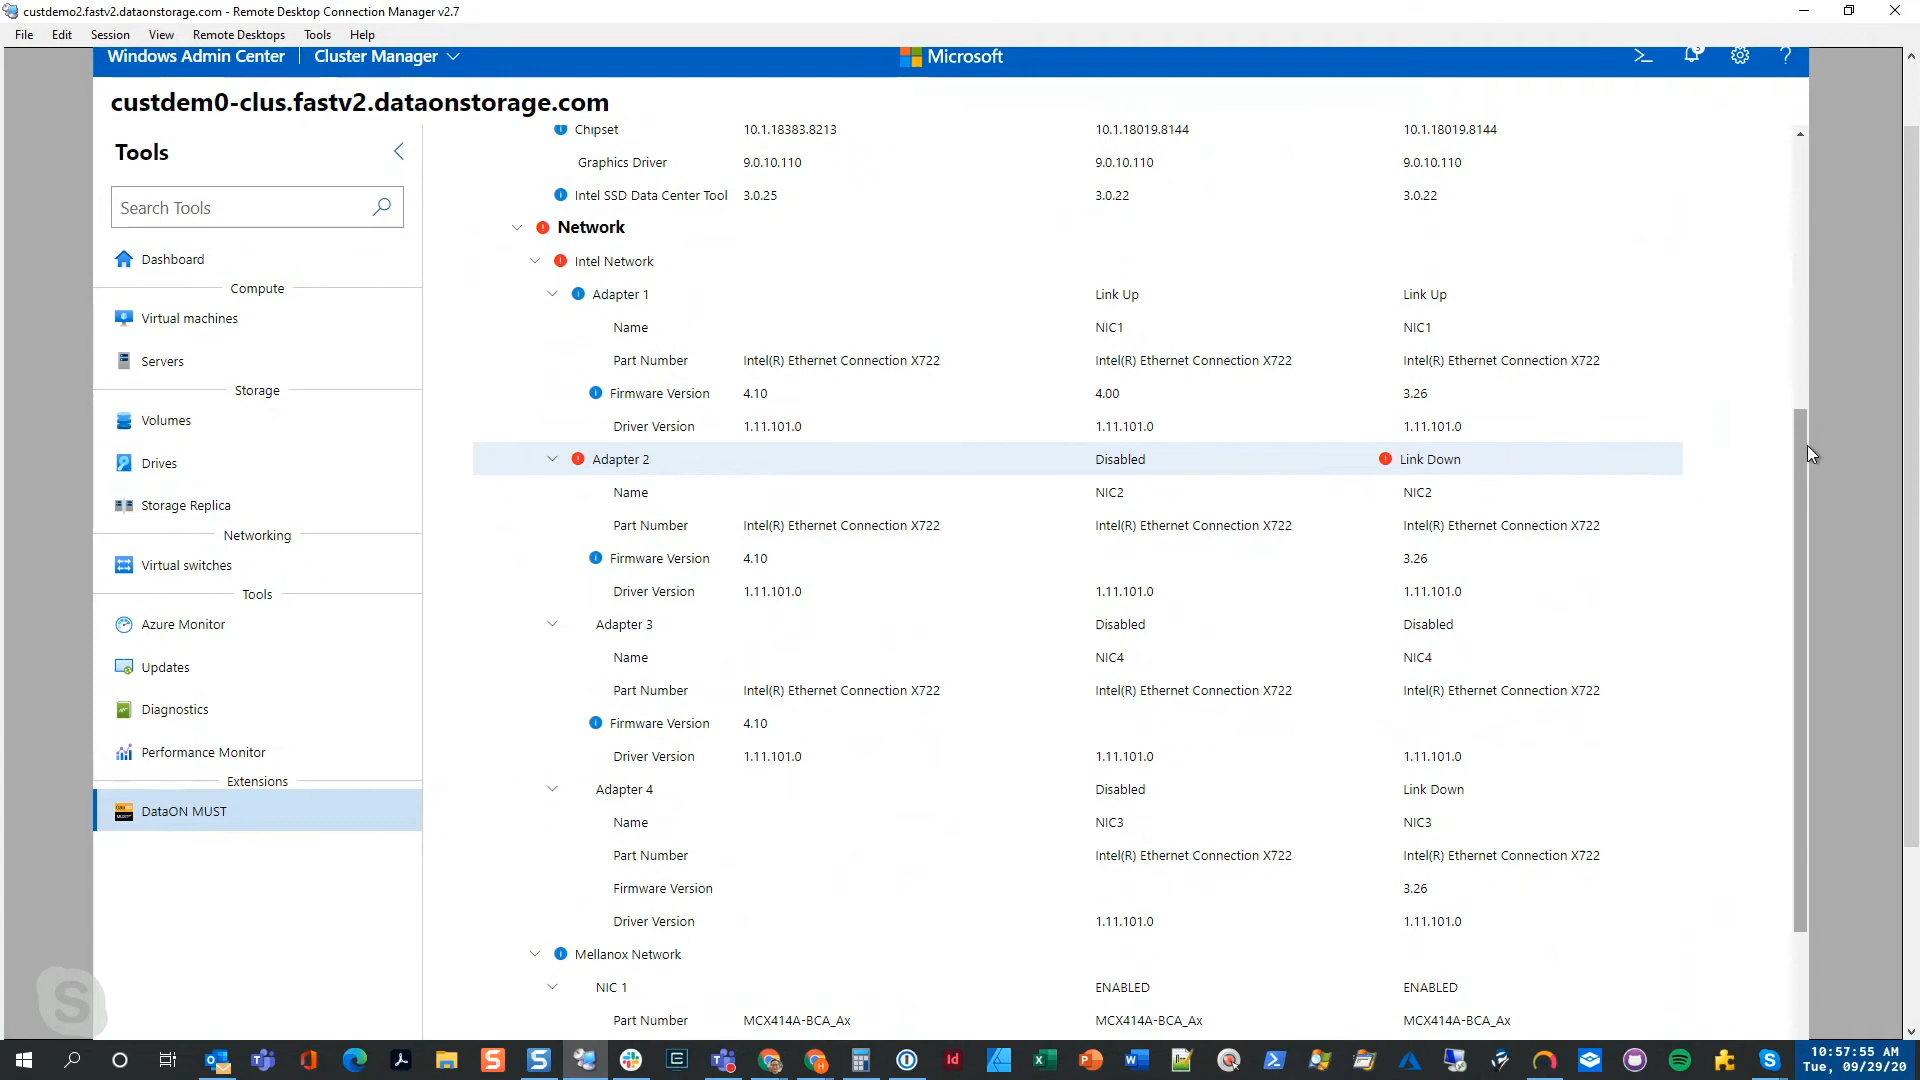 custdemo2.fastv2.dataonstorage.com - Remote Desktop Connection Manager v2.7
File Edit Session View Remote Desktops Tools Help
Windows Admin Center Cluster Manager Microsoft
custdem0-clus.fastv2.dataonstorage.com
Tools
Search Tools
Dashboard
Compute
Virtual machines
Servers
Storage
Volumes
Drives
Storage Replica
Networking
Virtual switches
Tools
Azure Monitor
Updates
Diagnostics
Performance Monitor
Extensions
DataON MUST
Chipset 10.1.18383.8213 10.1.18019.8144 10.1.18019.8144
Graphics Driver 9.0.10.110 9.0.10.110 9.0.10.110
Intel SSD Data Center Tool 3.0.25 3.0.22 3.0.22
Network
Intel Network
Adapter 1 Link Up Link Up
Name NIC1 NIC1
Part Number Intel(R) Ethernet Connection X722 Intel(R) Ethernet Connection X722 Intel(R) Ethernet Connection X722
Firmware Version 4.10 4.00 3.26
Driver Version 1.11.101.0 1.11.101.0 1.11.101.0
Adapter 2 Disabled Link Down
Name NIC2 NIC2
Part Number Intel(R) Ethernet Connection X722 Intel(R) Ethernet Connection X722 Intel(R) Ethernet Connection X722
Firmware Version 4.10 3.26
Driver Version 1.11.101.0 1.11.101.0 1.11.101.0
Adapter 3 Disabled Disabled
Name NIC4 NIC4
Part Number Intel(R) Ethernet Connection X722 Intel(R) Ethernet Connection X722 Intel(R) Ethernet Connection X722
Firmware Version 4.10
Driver Version 1.11.101.0 1.11.101.0 1.11.101.0
Adapter 4 Disabled Link Down
Name NIC3 NIC3
Part Number Intel(R) Ethernet Connection X722 Intel(R) Ethernet Connection X722
Firmware Version 3.26
Driver Version 1.11.101.0 1.11.101.0
Mellanox Network
NIC 1 ENABLED ENABLED
Part Number MCX414A-BCA_Ax MCX414A-BCA_Ax MCX414A-BCA_Ax
10:57:55 AM
Tue, 09/29/20